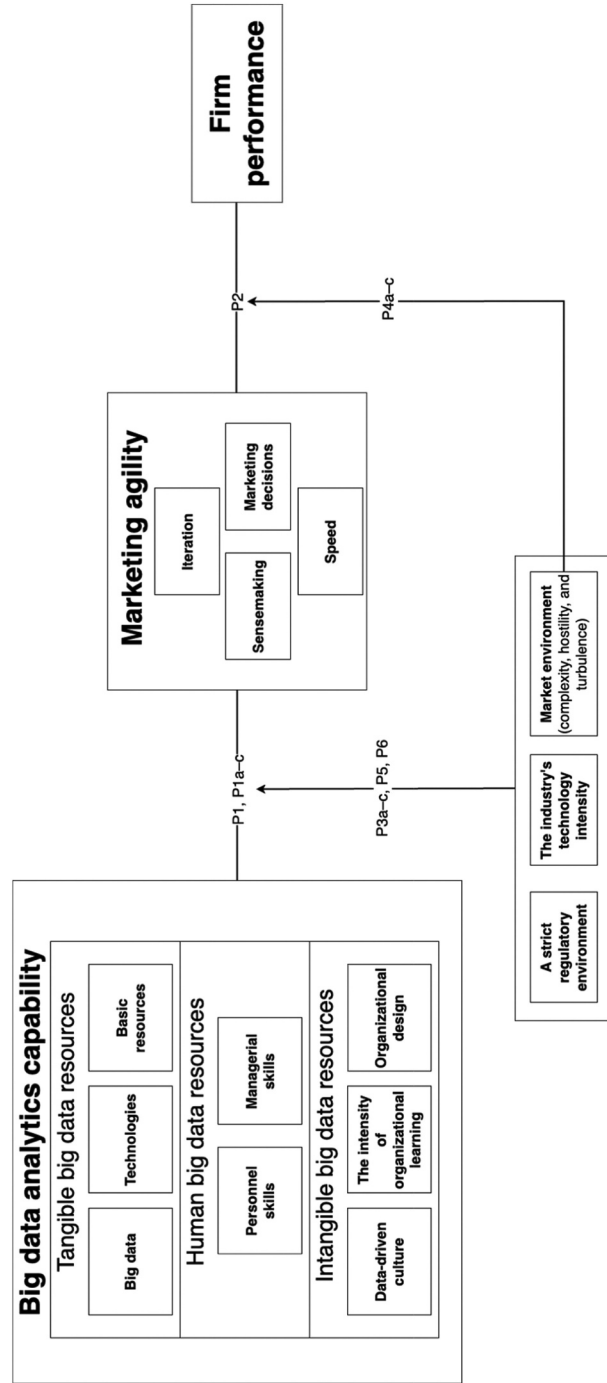 Big data analytics capability
Tangible big data resources
Big data
Technologies
Basic
resources
Human big data resources
Personnel skills
Managerial
skills
Intangible big data resources
Data-driven
culture
The intensity
of
organizational
learning
Organizational
design
P1, P1a–c
Marketing agility
Iteration
Sensemaking
Marketing
decisions
Speed
P2
Firm
performance
P3a–c, P5, P6
P4a–c
A strict
regulatory
environment
The industry's
technology
intensity
Market environment
(complexity, hostility, and
turbulence)